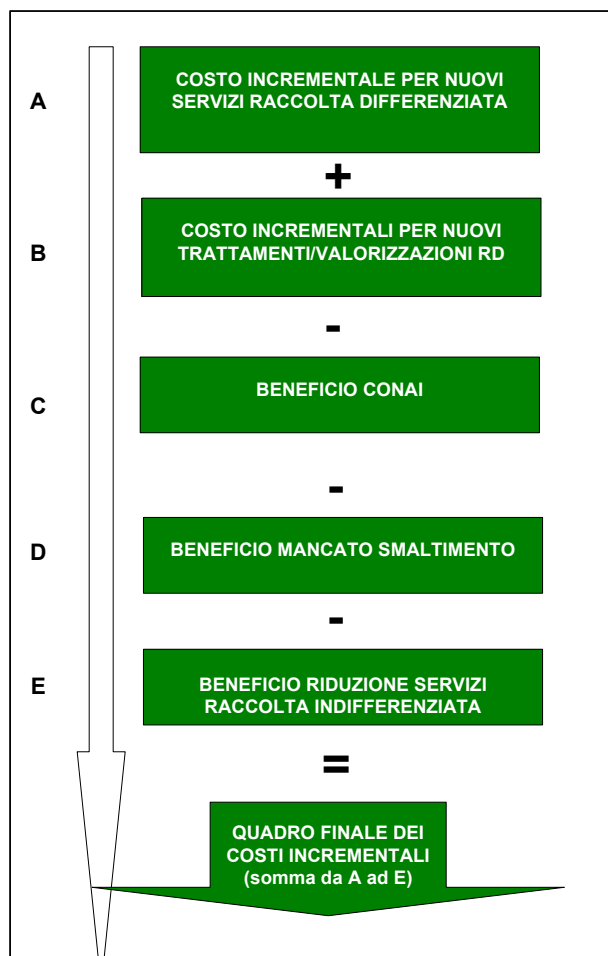 A
COSTO INCREMENTALE PER NUOVI
SERVIZI RACCOLTA DIFFERENZIATA
+
B
COSTO INCREMENTALI PER NUOVI
TRATTAMENTI/VALORIZZAZIONI RD
-
C
BENEFICIO CONAI
-
D
BENEFICIO MANCATO SMALTIMENTO
-
E
BENEFICIO RIDUZIONE SERVIZI
RACCOLTA INDIFFERENZIATA
=
QUADRO FINALE DEI
COSTI INCREMENTALI
(somma da A ad E)